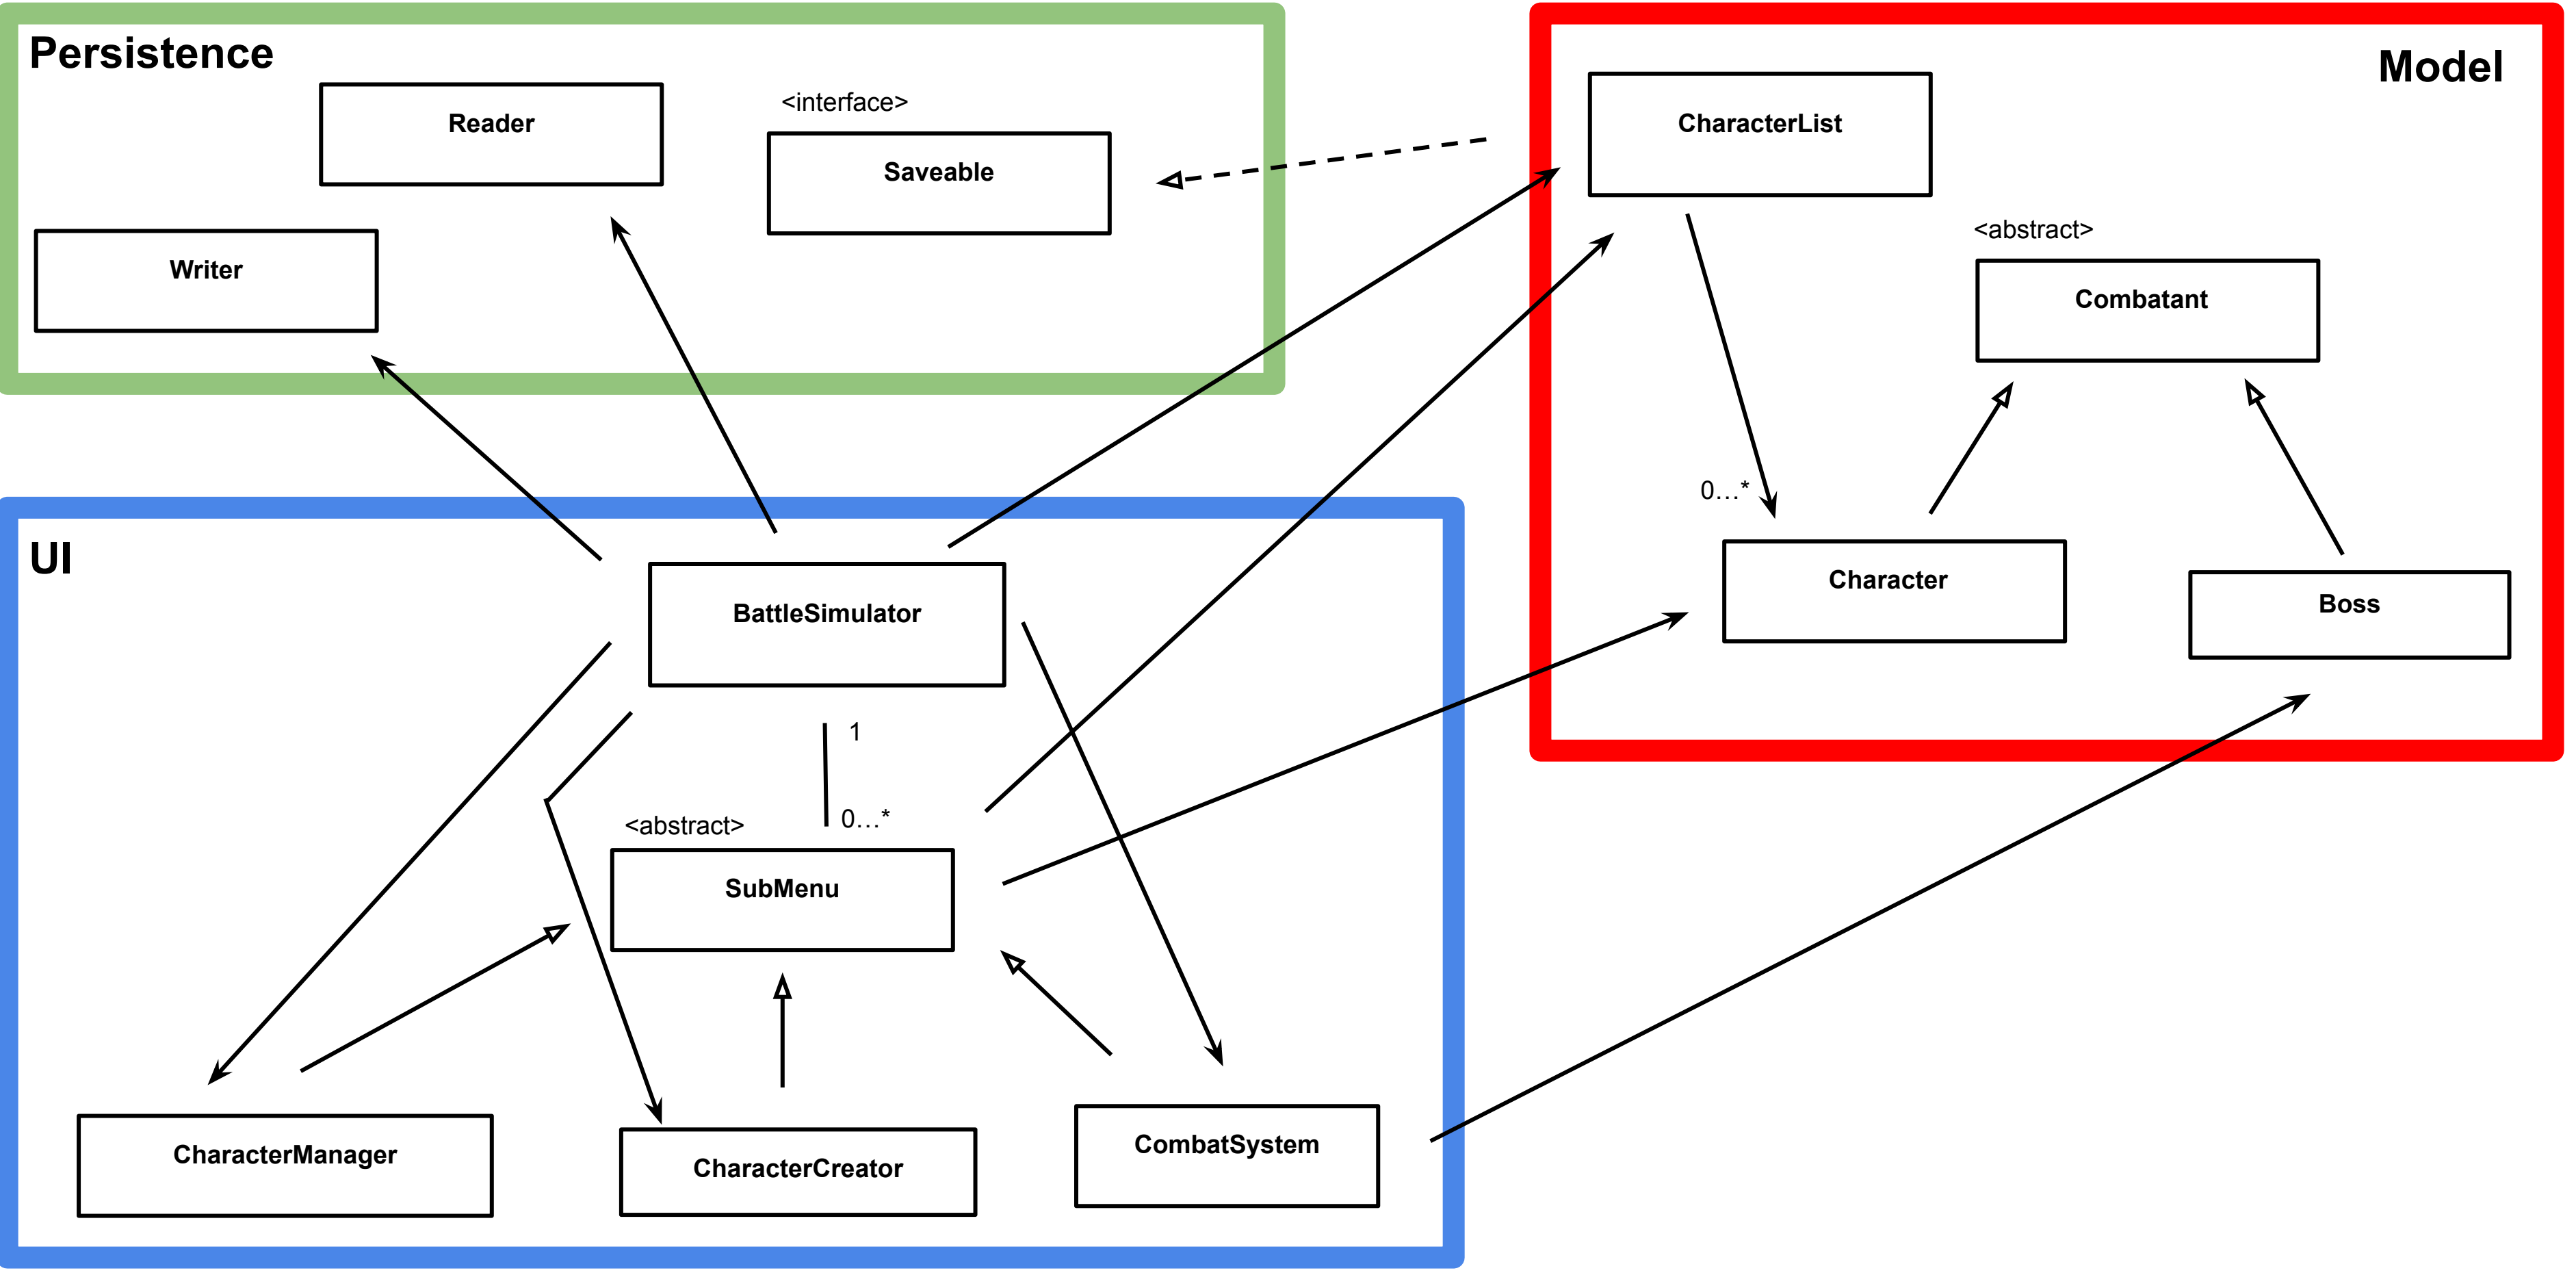 Persistence
Reader
<interface>
Saveable
Writer
Model
CharacterList
<abstract>
Combatant
0...*
Character
Boss
UI
BattleSimulator
1
0...*
<abstract>
SubMenu
CharacterManager
CharacterCreator
CombatSystem